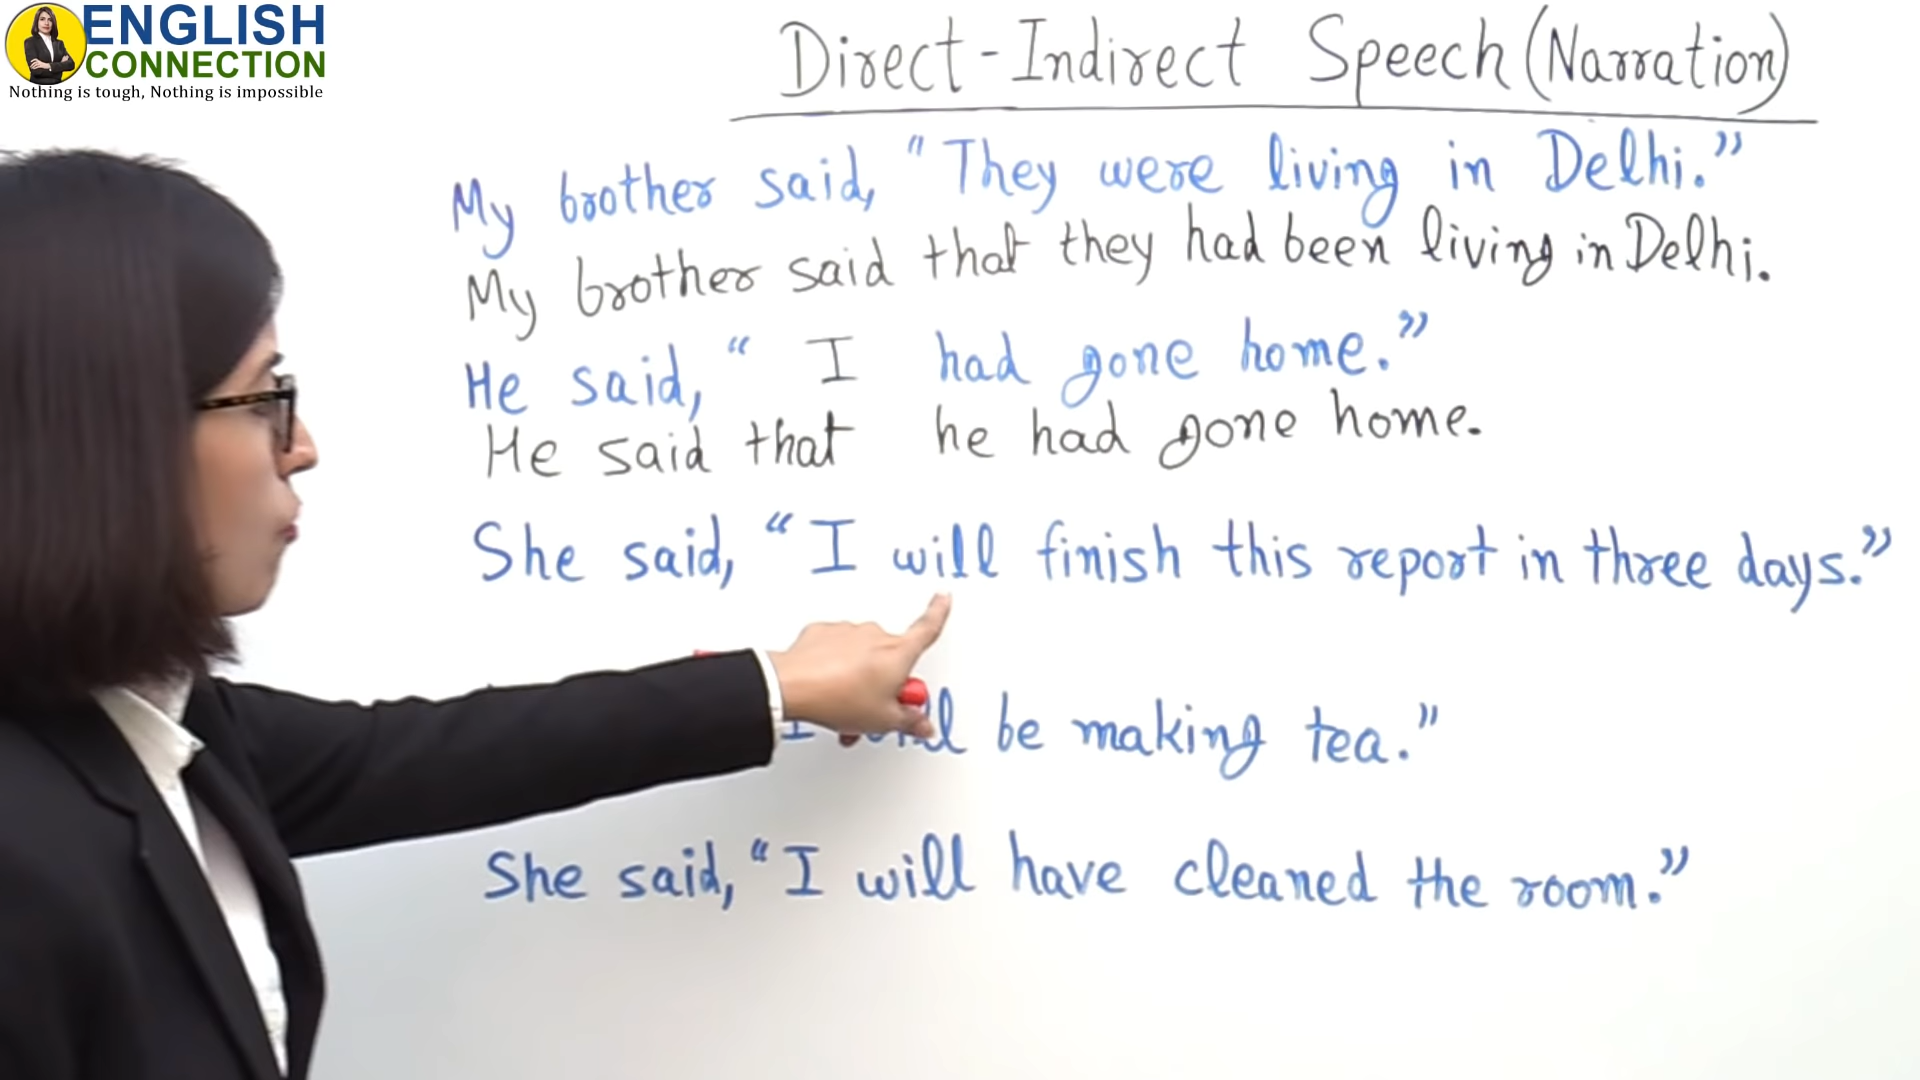 ENGLISH
CONNECTION
Nothing is tough, Nothing is impossible
Direct-Indirect Speech (Narration)
My brother said, "They were living in Delhi."
My brother said that they had been living in Delhi.
He said, "I had gone home."
He said that he had gone home.
She said, "I will finish this report in three days."
be making tea."
She said, "I will have cleaned the room."